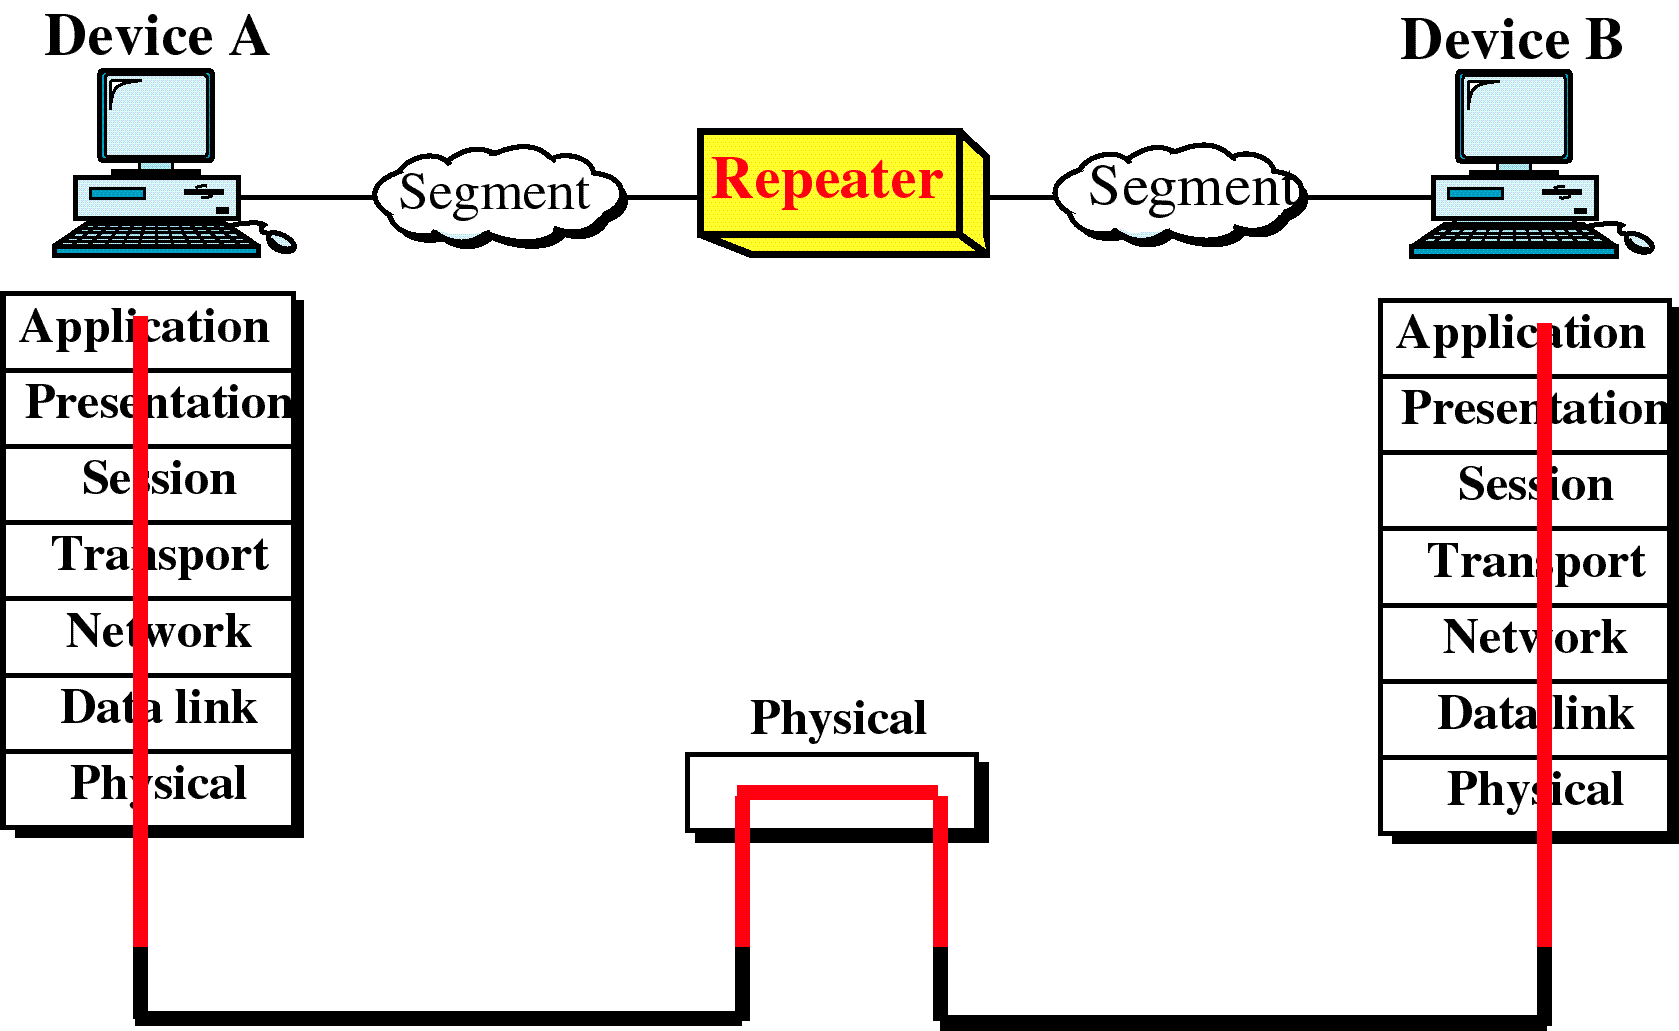 Device A
Device B
Segment
Repeater
Segment
Application
Presentation
Session
Transport
Network
Data link
Physical
Physical
Application
Presentation
Session
Transport
Network
Data link
Physical